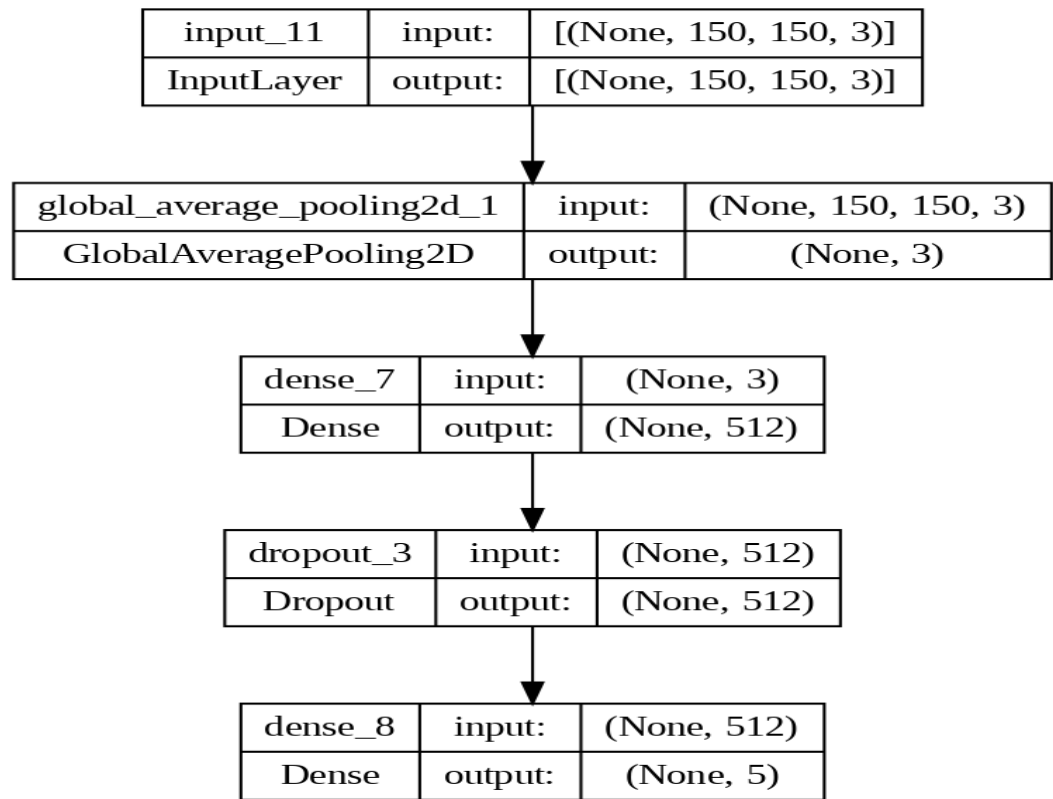 input_11 input: [(None, 150, 150, 3)]
InputLayer output: [(None, 150, 150, 3)]
global_average_pooling2d_1 input: (None, 150, 150, 3)
GlobalAveragePooling2D output: (None, 3)
dense_7 input: (None, 3)
Dense output: (None, 512)
dropout_3 input: (None, 512)
Dropout output: (None, 512)
dense_8 input: (None, 512)
Dense output: (None, 5)